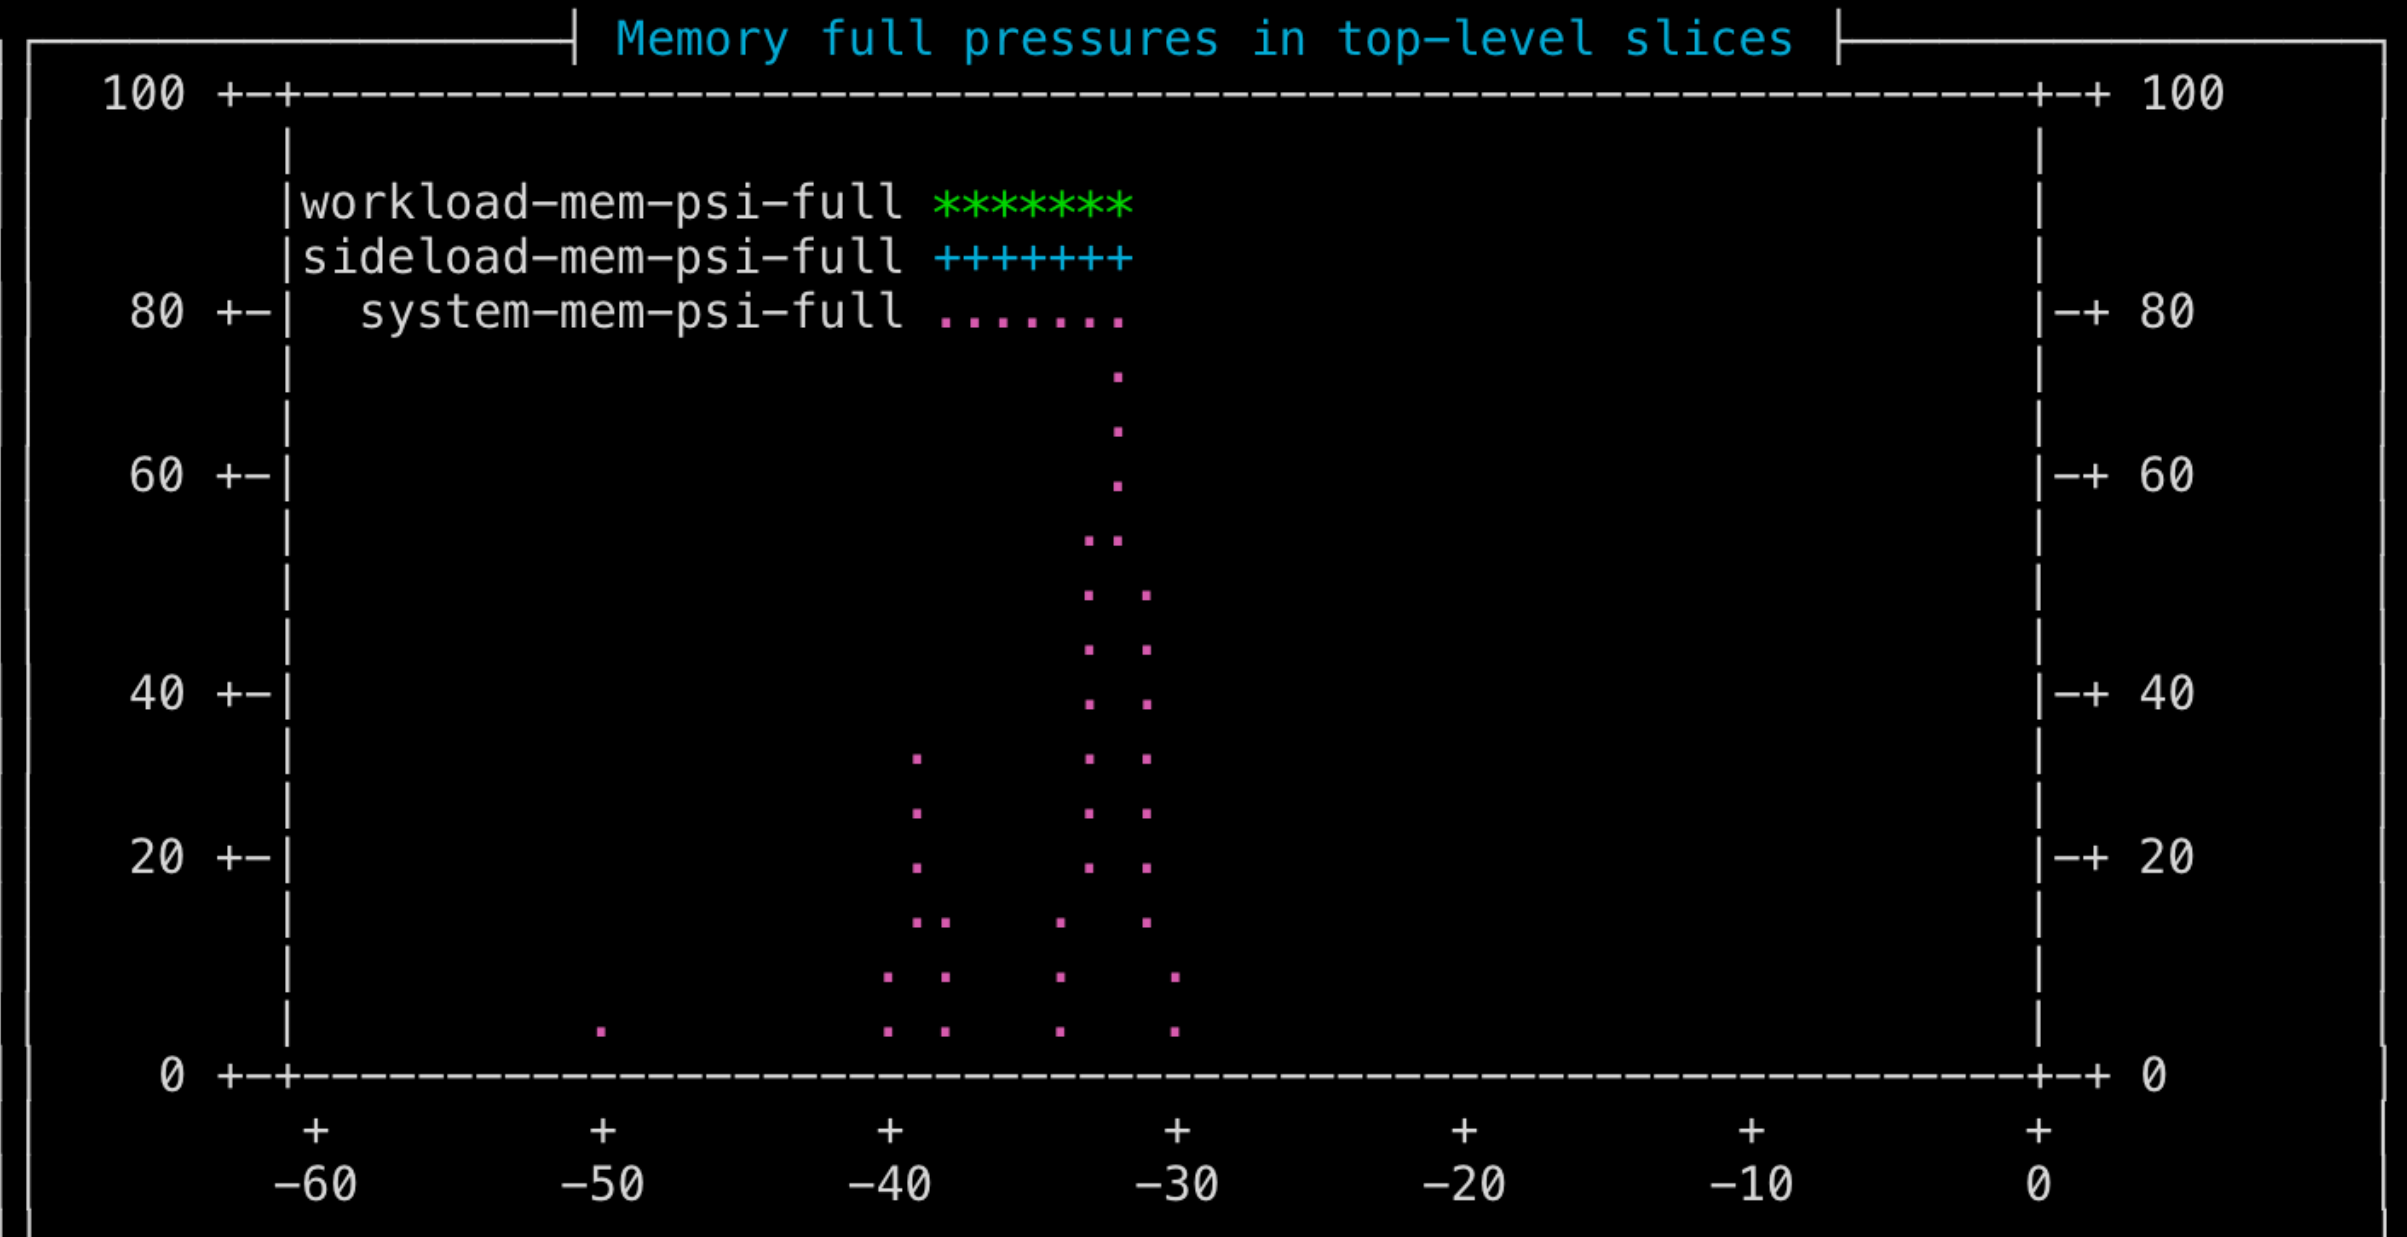 Memory full pressures in top-level slices
100 +-+-------------------------------------------------------------+-+ 100
workload-mem-psi-full *******
sideload-mem-psi-full +++++++
80 +- system-mem-psi-full ....... -+ 80
60 +- -+ 60
40 +- -+ 40
20 +- -+ 20
0 +-+-------------------------------------------------------------+-+ 0
+ + + + + + +
-60 -50 -40 -30 -20 -10 0